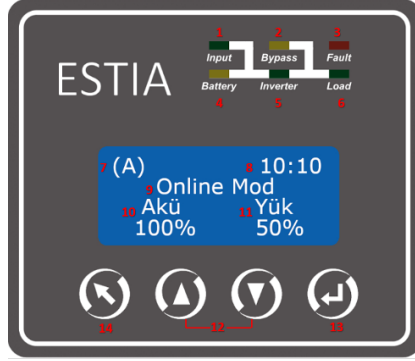 1 2 3
Input Bypass Fault
ESTIA
Battery Inverter Load
4 5 6
7 (A) 8 10:10
9 Online Mod
10 Akü 11 Yük
100% 50%
14 12 13